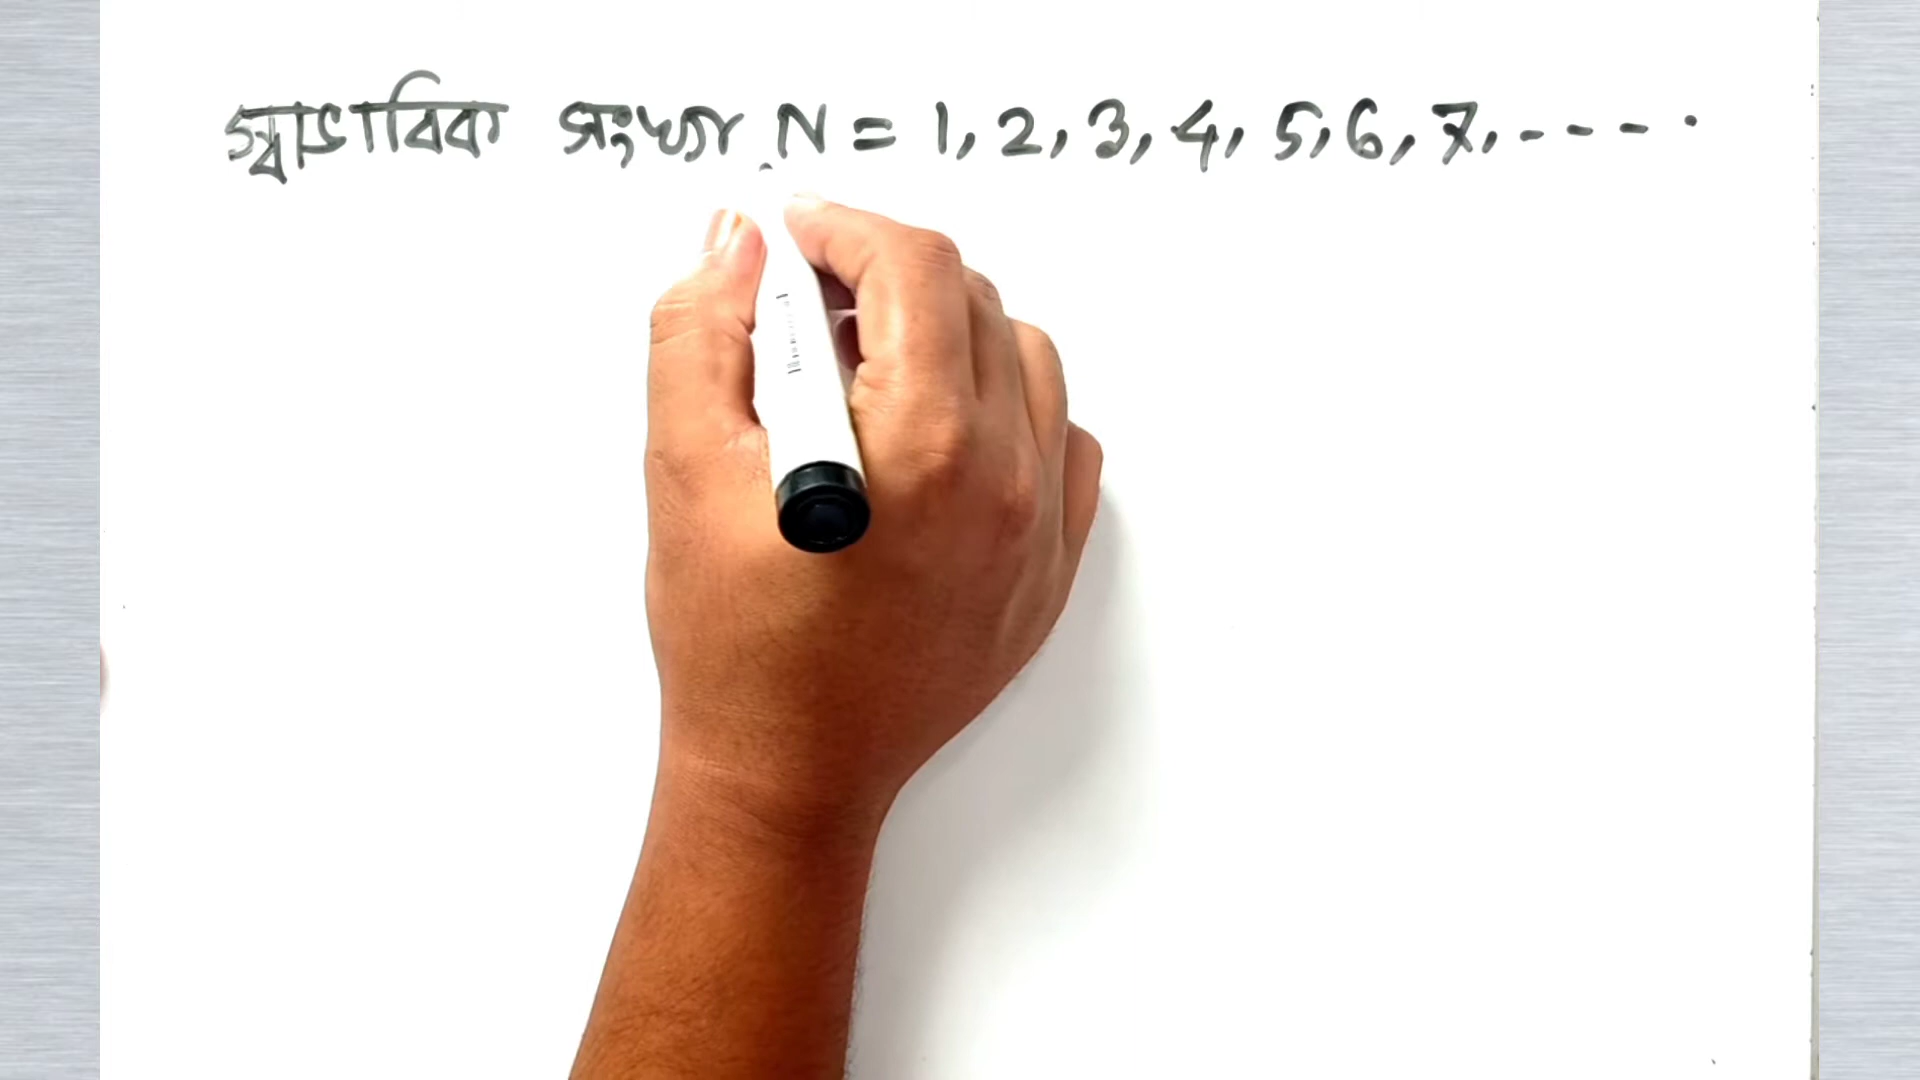 স্বাভাবিক সংখ্যা N = 1, 2, 3, 4, 5, 6, 7, - - - - .